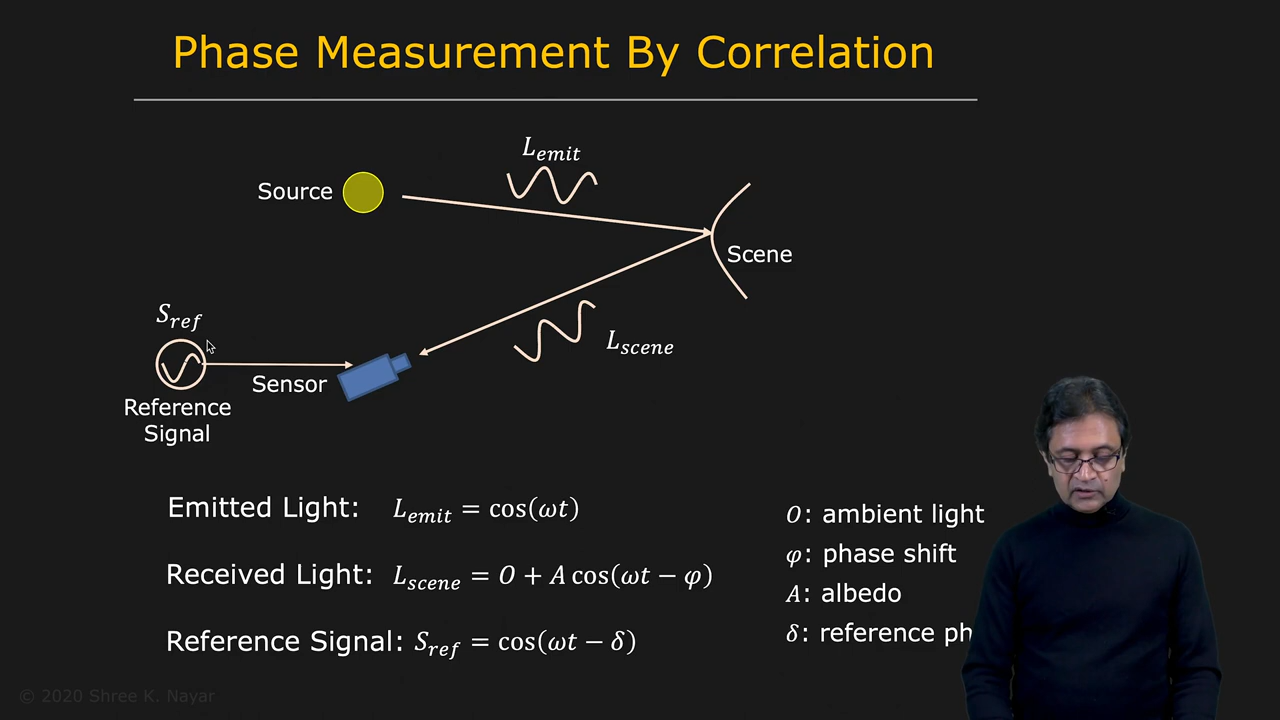 Phase Measurement By Correlation
L_emit
Source
Scene
S_ref
L_scene
Sensor
Reference
Signal
Emitted Light: L_emit = cos(ωt)
Received Light: L_scene = O + A cos(ωt − φ)
Reference Signal: S_ref = cos(ωt − δ)
O: ambient light
φ: phase shift
A: albedo
δ: reference ph
© 2020 Shree K. Nayar